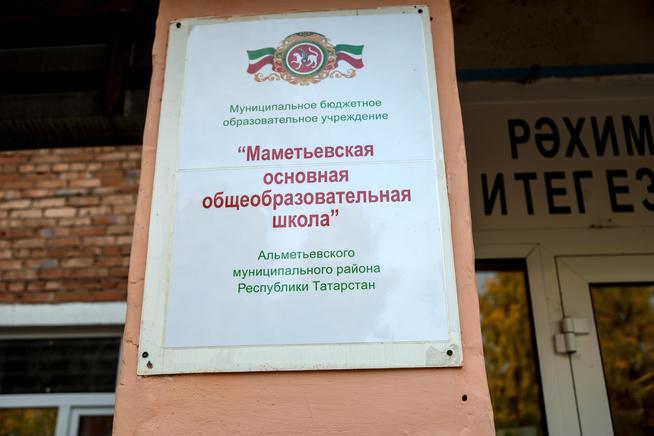 Муниципальное бюджетное
образовательное учреждение
“Маметьевская
основная
общеобразовательная
школа”
Альметьевского
муниципального района
Республики Татарстан
РӘХИМ
ИТЕГЕЗ